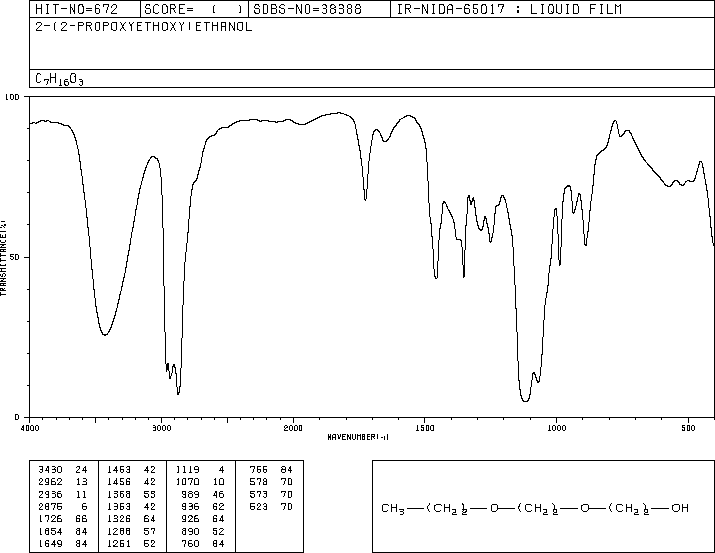 HIT-NO=672 SCORE= ( ) SDBS-NO=38388 IR-NIDA-65017 : LIQUID FILM
2-(2-PROPOXYETHOXY)ETHANOL
C7H16O3
100
50
0
TRANSMITTANCE(%)
4000 3000 2000 1500 1000 500
WAVENUMBER(-1)
3430 24 1463 42 1119 4 755 84
2962 13 1456 42 1070 10 578 70
2936 11 1368 55 989 46 573 70
2875 6 1353 42 936 62 523 70
1726 66 1326 64 926 64
1654 84 1288 57 890 52
1649 84 1251 52 760 84
CH3—(CH2)2—O—(CH2)2—O—(CH2)2—OH